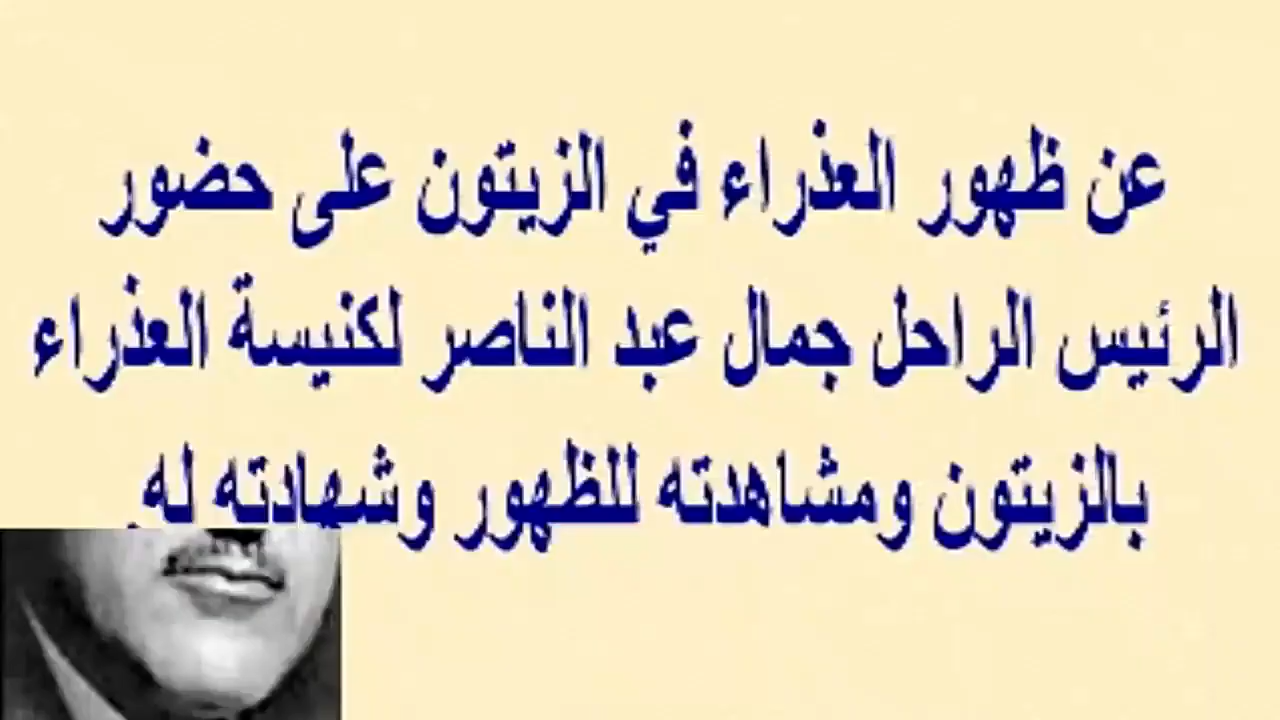 عن ظهور العذراء في الزيتون على حضور
الرئيس الراحل جمال عبد الناصر لكنيسة العذراء
بالزيتون ومشاهدته للظهور وشهادته له.